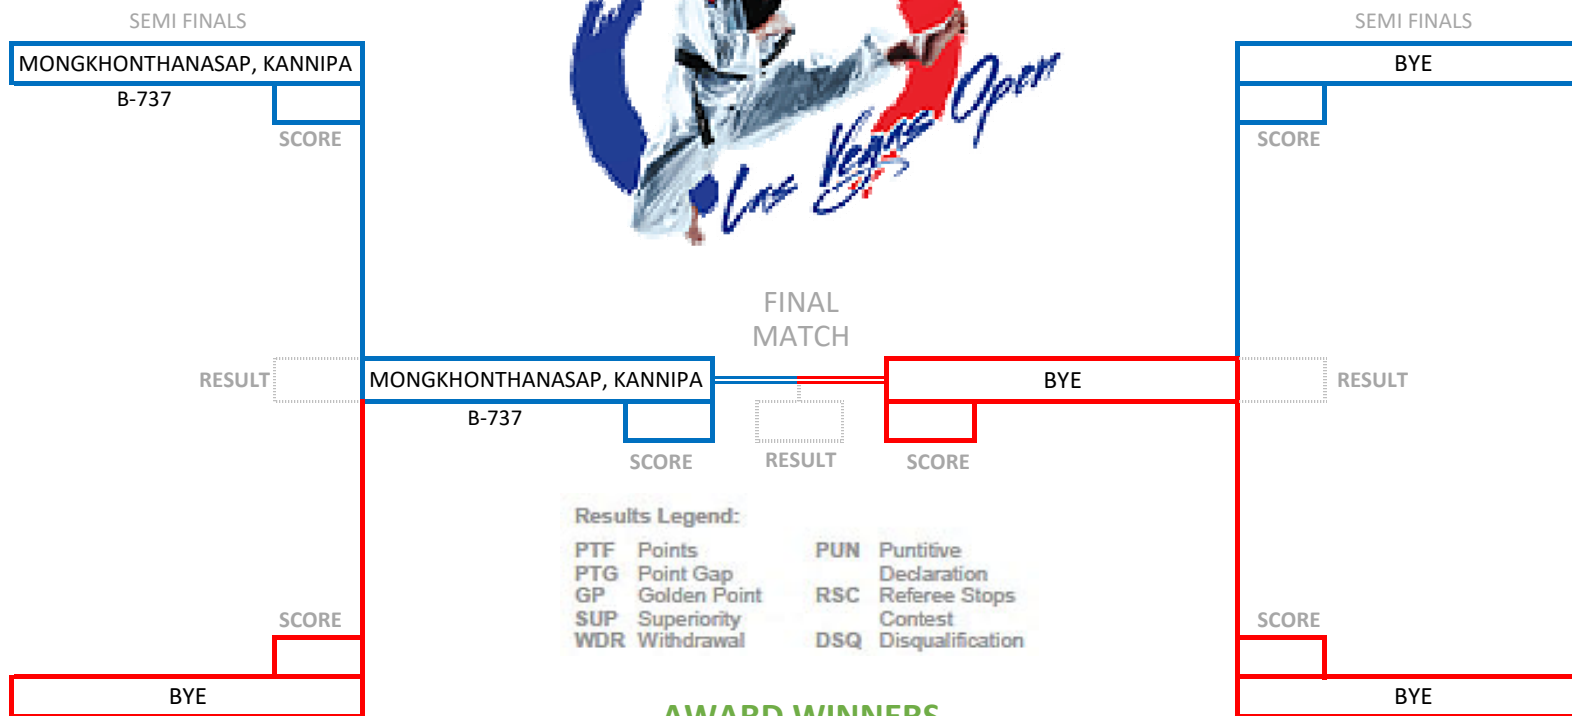 SEMI FINALS
SEMI FINALS
MONGKHONTHANASAP, KANNIPA
BYE
B-737
SCORE
SCORE
Las Vegas Open
FINAL
MATCH
RESULT
MONGKHONTHANASAP, KANNIPA
BYE
RESULT
B-737
SCORE
RESULT
SCORE
Results Legend:
PTF Points
PTG Point Gap
GP Golden Point
SUP Superiority
WDR Withdrawal
PUN Puntitive
Declaration
RSC Referee Stops
Contest
DSQ Disqualification
SCORE
SCORE
BYE
BYE
AWARD WINNERS